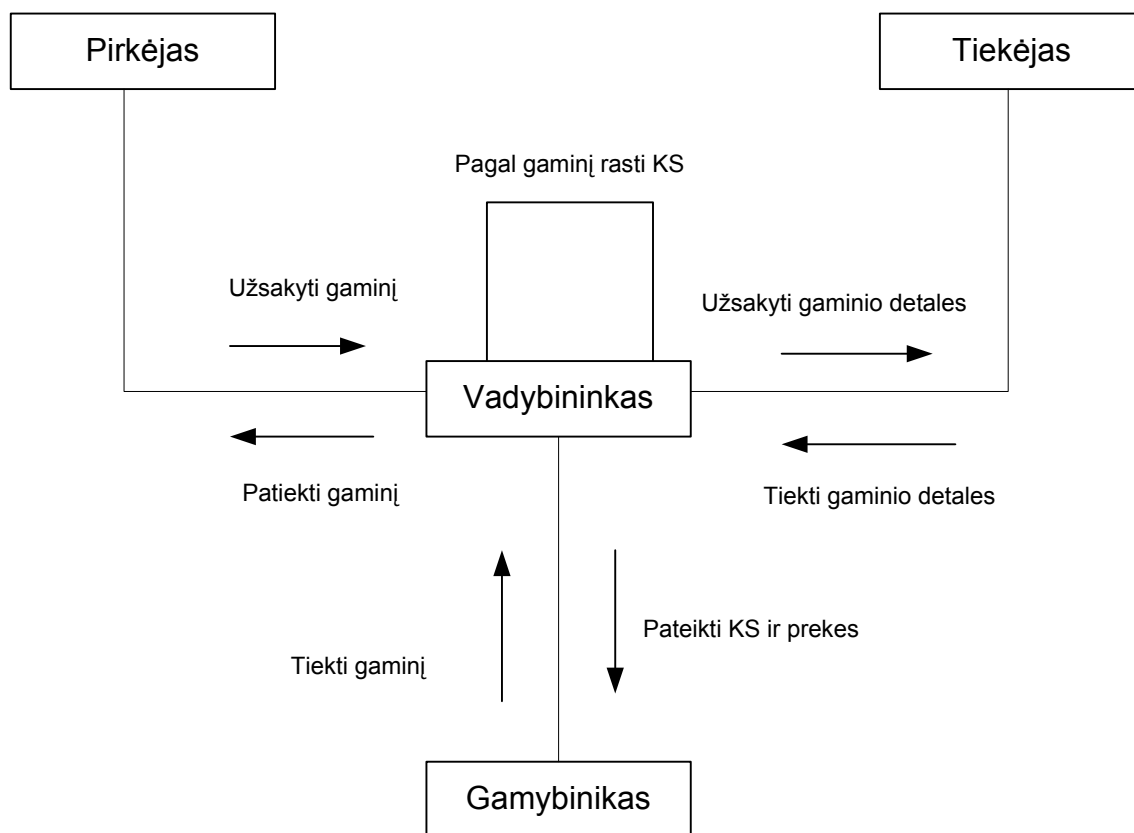 Pirkėjas
Tiekėjas
Pagal gaminį rasti KS
Užsakyti gaminį
Užsakyti gaminio detales
Vadybininkas
Patiekti gaminį
Tiekti gaminio detales
Pateikti KS ir prekes
Tiekti gaminį
Gamybinikas